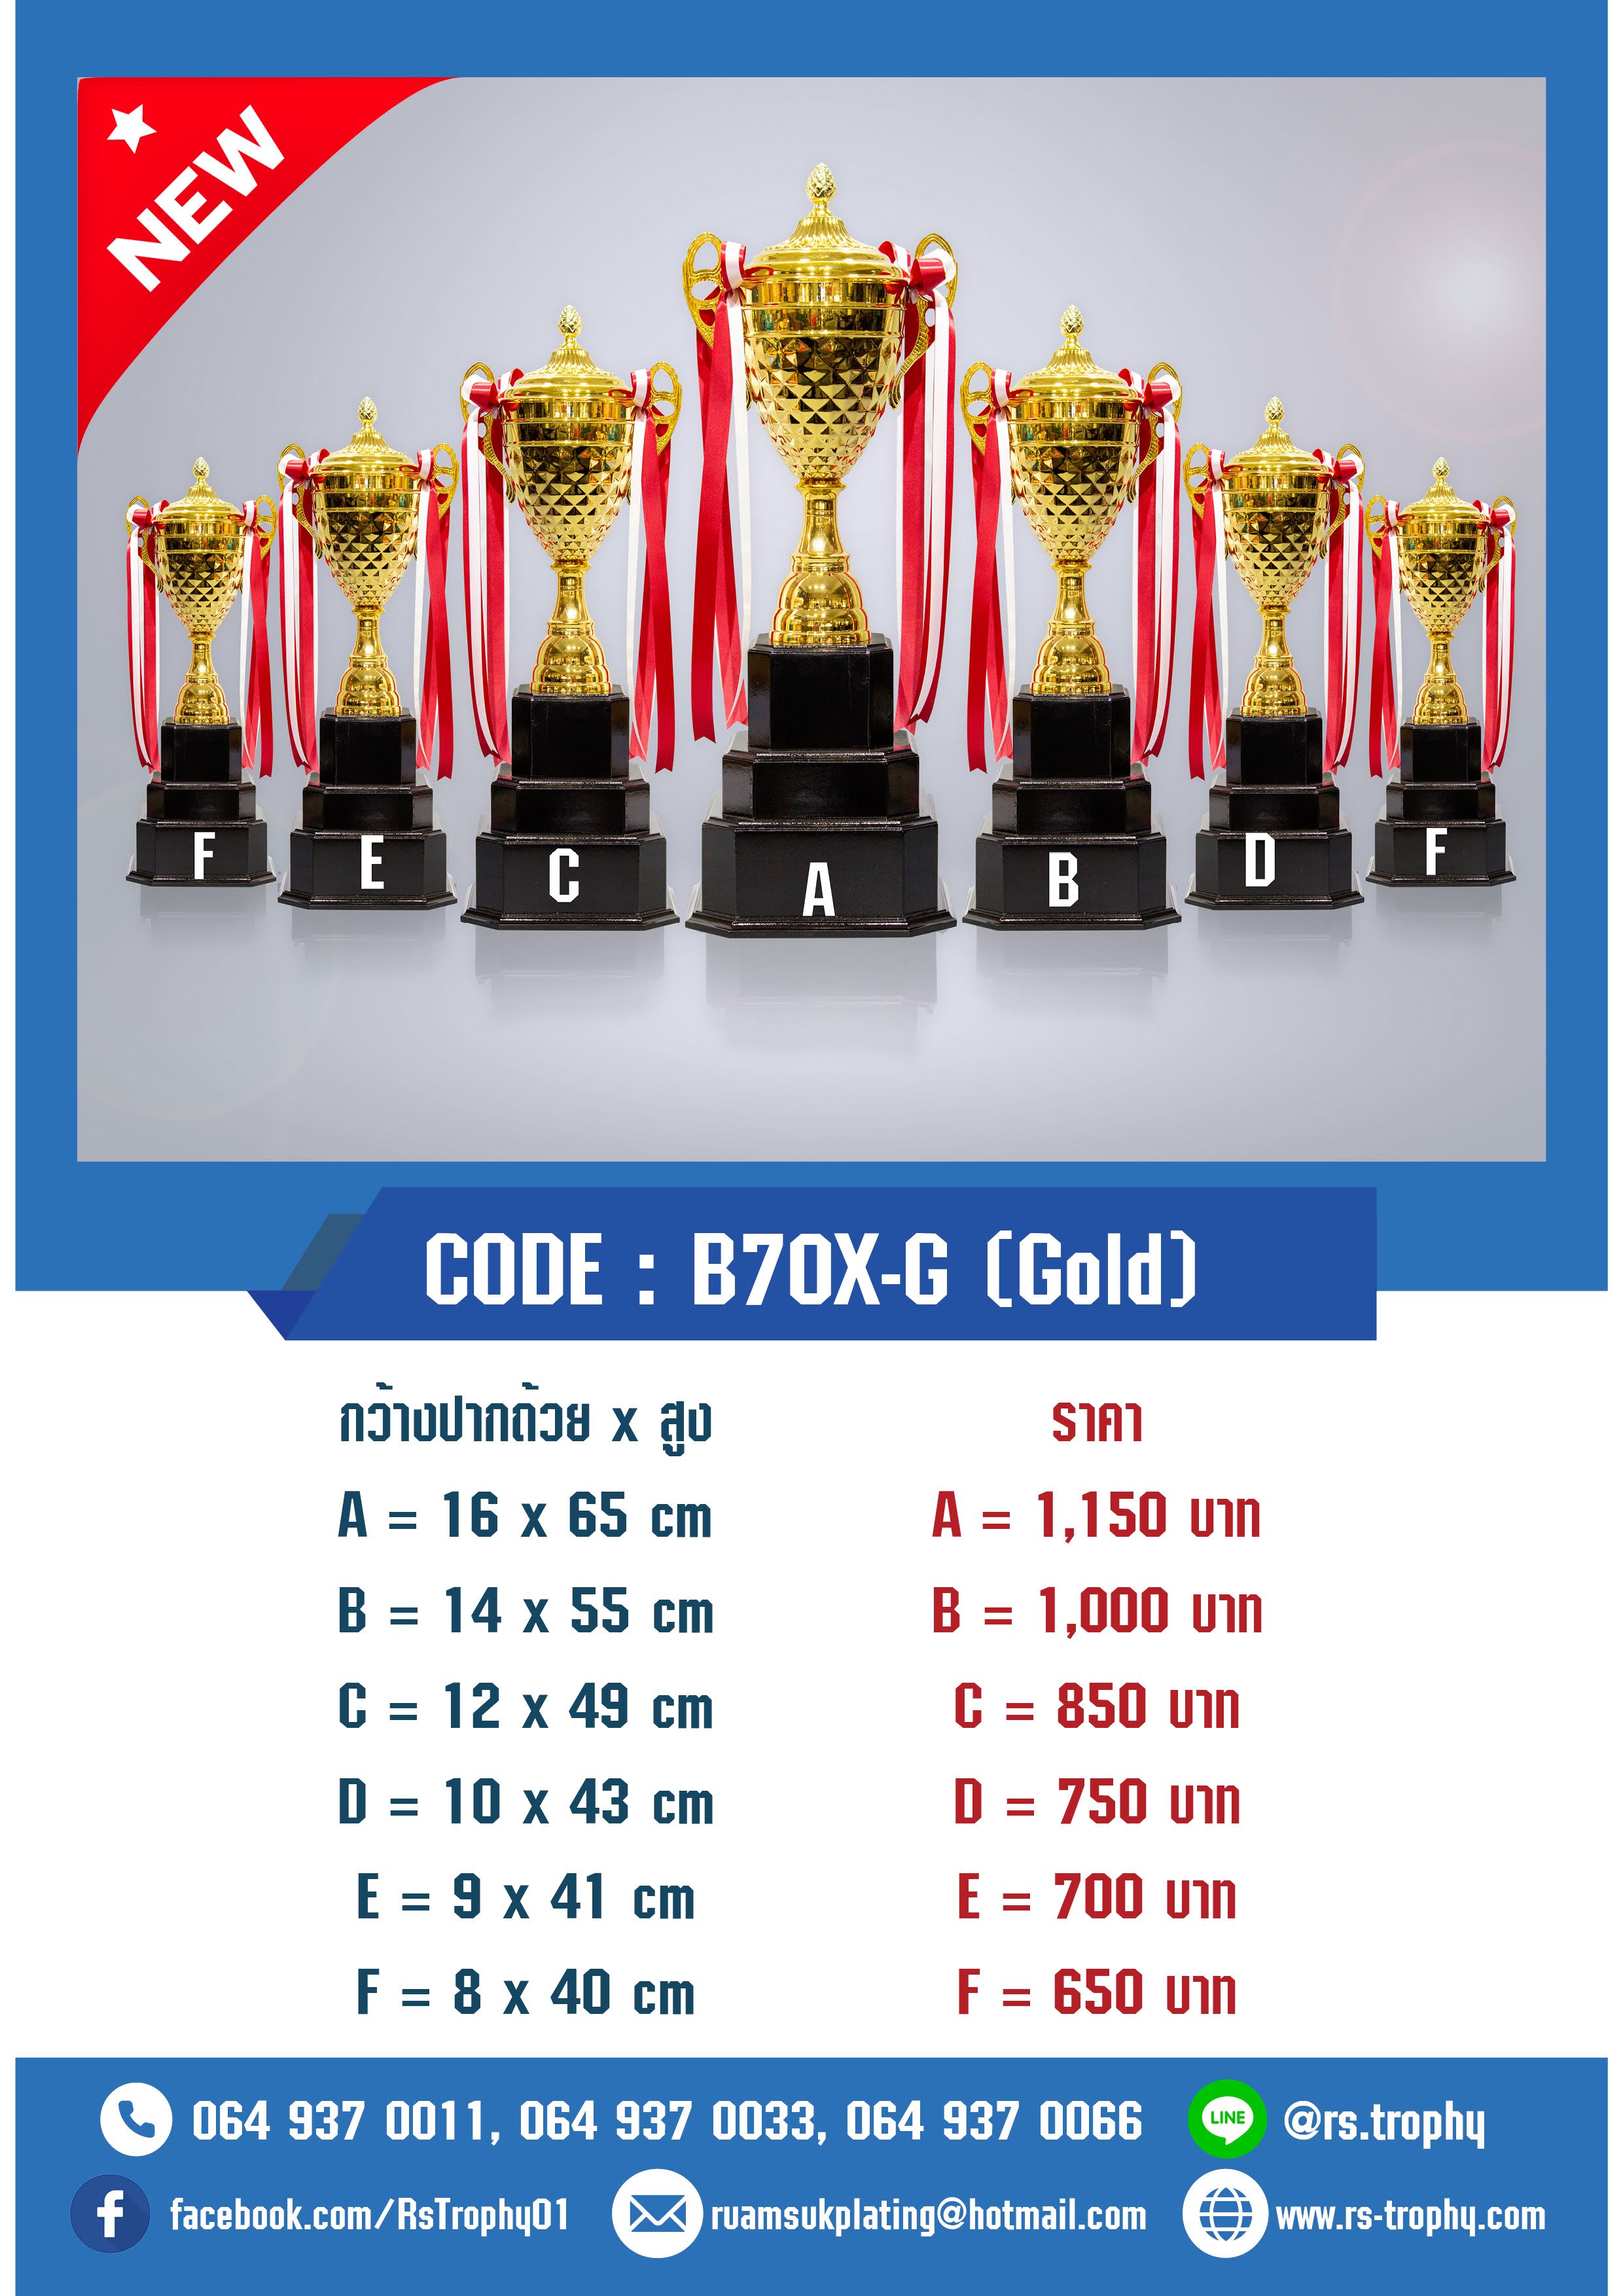 NEW
F E C A B D F
CODE : B70X-G (Gold)
กว้างปากถ้วย x สูง
ราคา
A = 16 x 65 cm
A = 1,150 บาท
B = 14 x 55 cm
B = 1,000 บาท
C = 12 x 49 cm
C = 850 บาท
D = 10 x 43 cm
D = 750 บาท
E = 9 x 41 cm
E = 700 บาท
F = 8 x 40 cm
F = 650 บาท
064 937 0011, 064 937 0033, 064 937 0066
LINE @rs.trophy
f facebook.com/RsTrophy01
ruamsukplating@hotmail.com
www.rs-trophy.com